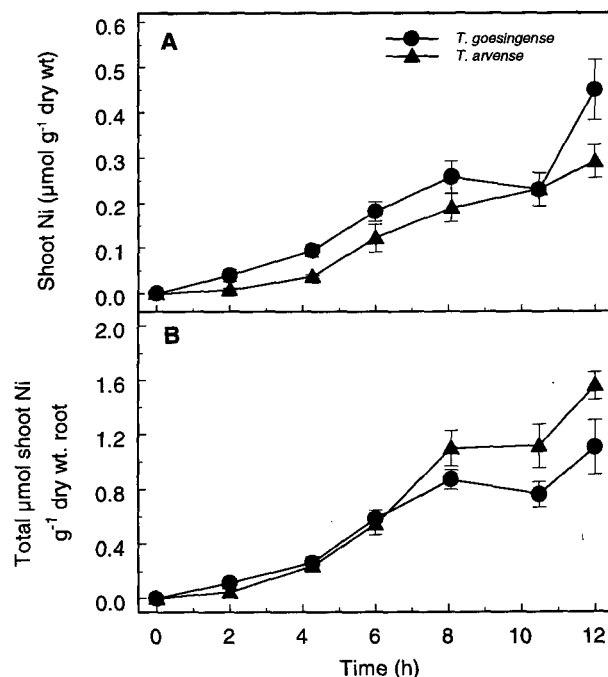 A
T. goesingense
T. arvense
Shoot Ni (µmol g⁻¹ dry wt)
0.6
0.4
0.3
0.2
0.1
0.0
B
Total µmol shoot Ni
g⁻¹ dry wt. root
2.0
1.6
1.2
0.8
0.4
0.0
0 2 4 6 8 10 12
Time (h)